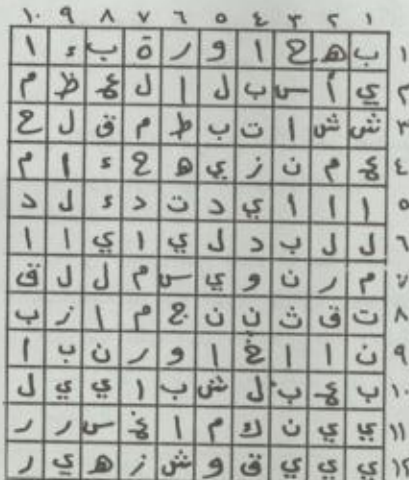 ١ ٢ ٣ ٤ ٥ ٦ ٧ ٨ ٩ ١٠
١ ب ه ج ا و ر ة ب ء ا
٢ ي أ س ب ل ا ل ع ظ م
٣ ش ش ا ت ب ط م ق ل ح
٤ ع م ن ز ي ه ج ء ا م
٥ ا ا ا ي د ت د ء ل د
٦ ل ل ب د ل ي ا ي ا ا
٧ م ر ن و ي س م ل ل ق
٨ ت ق ث ن ن ج م ا ز ب
٩ ن ا ا غ ا و ر ن ب ا
١٠ ب ع ب ل ش ب ا ي ي ل
١١ ي ي ن ك م ا غ س ر ر
١٢ ي ي ي ق و ش ز ه ي ر